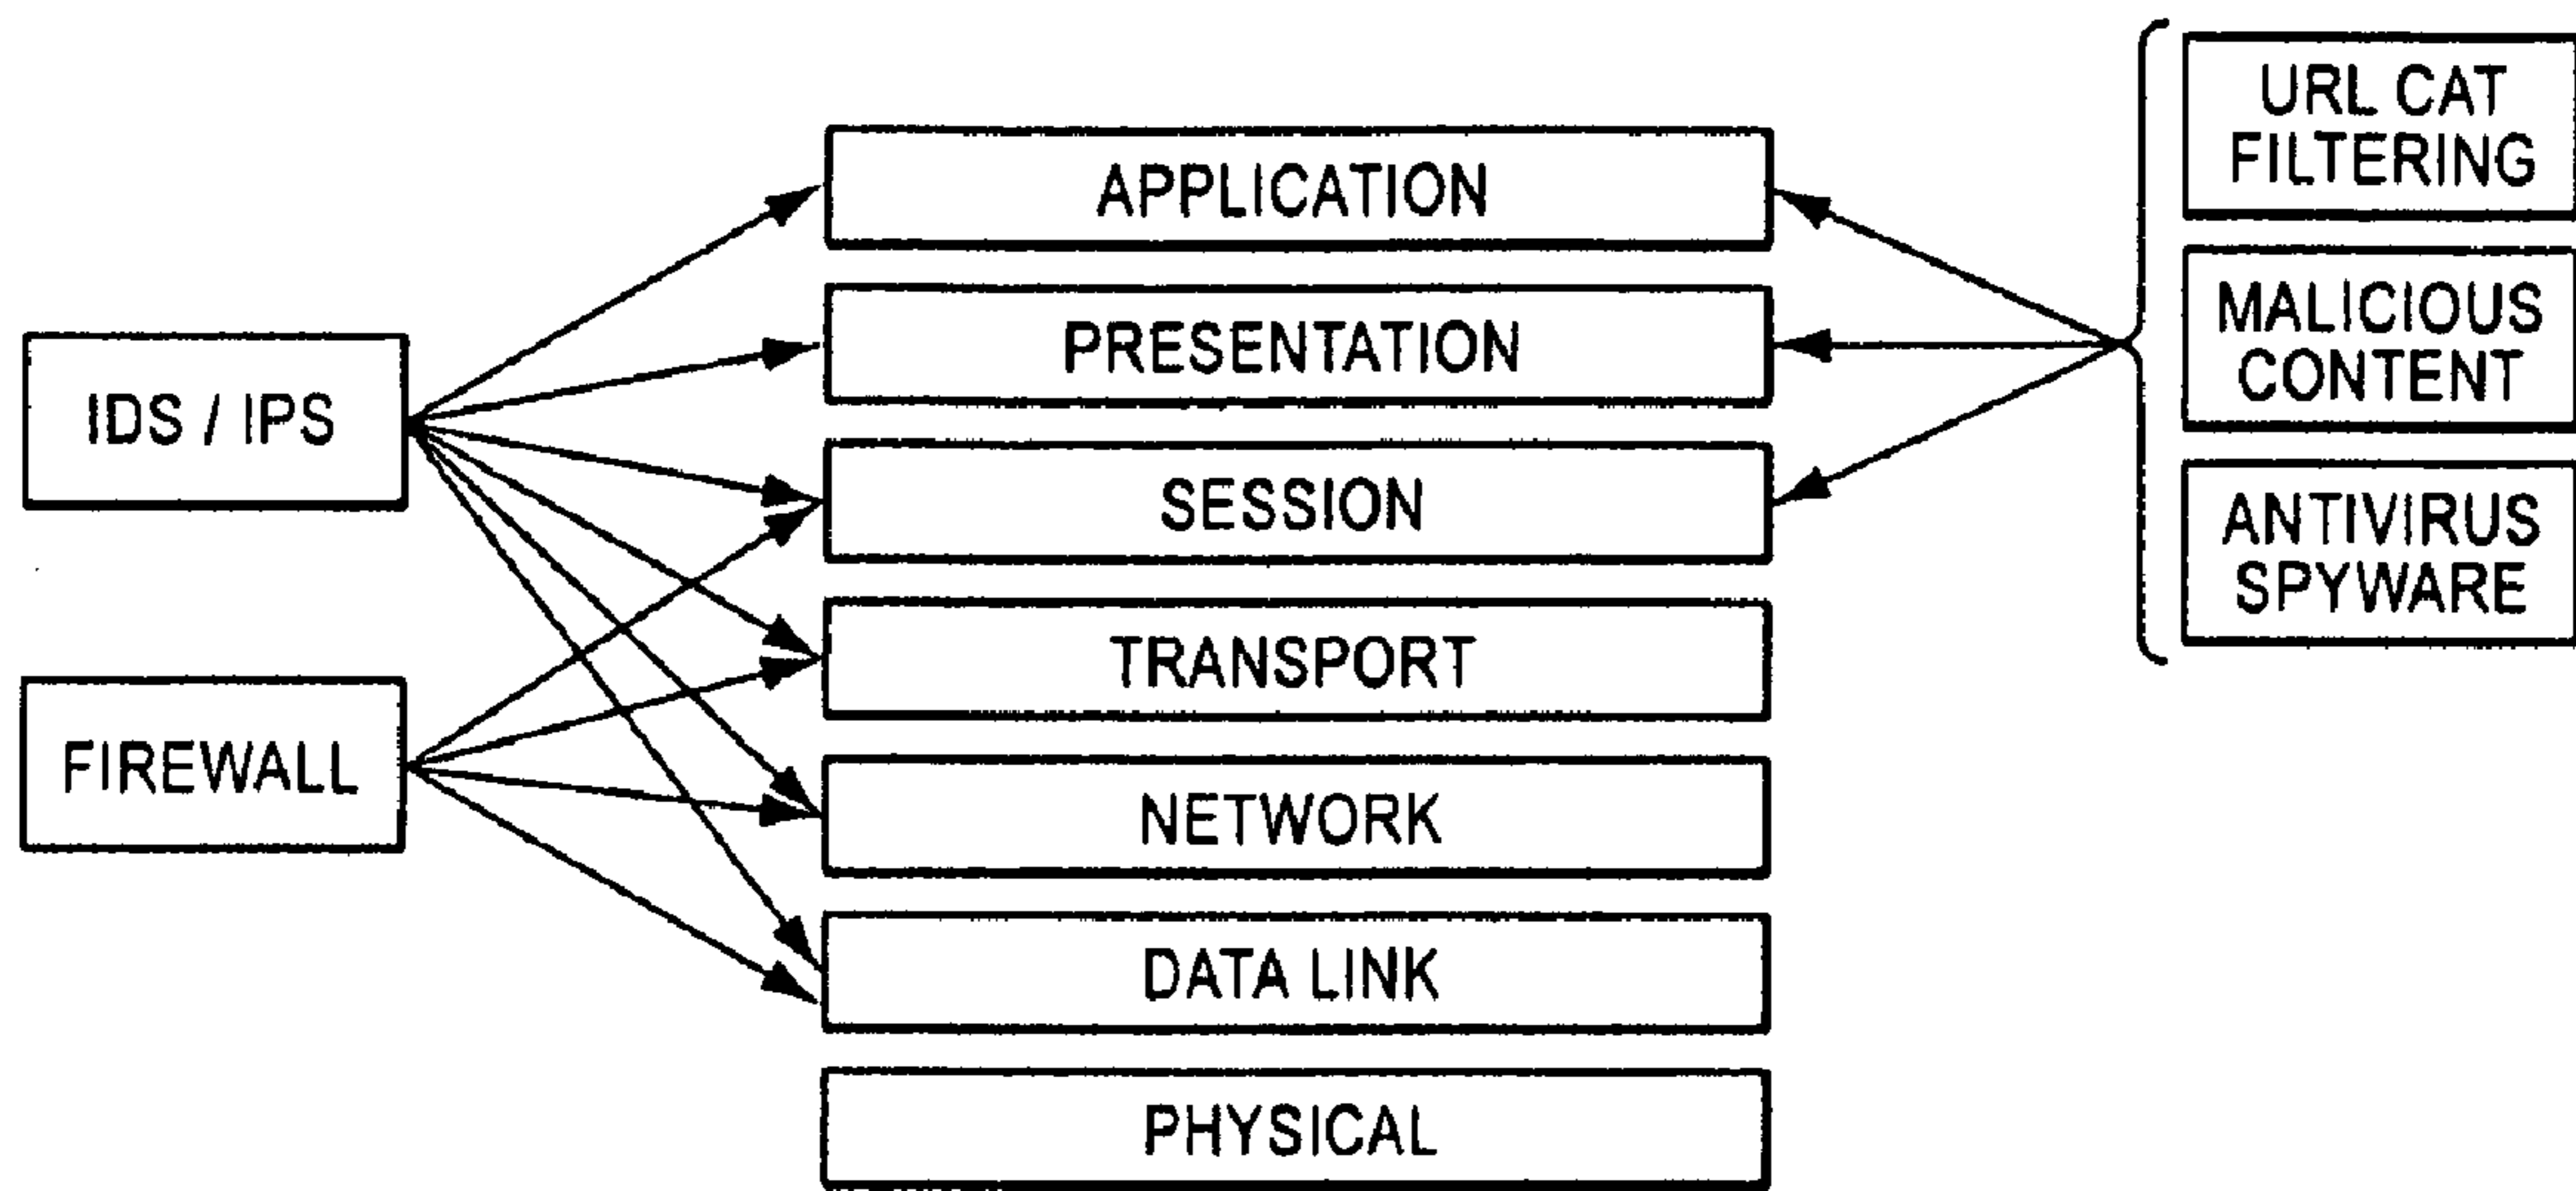 IDS / IPS
FIREWALL
APPLICATION
PRESENTATION
SESSION
TRANSPORT
NETWORK
DATA LINK
PHYSICAL
URL CAT
FILTERING
MALICIOUS
CONTENT
ANTIVIRUS
SPYWARE